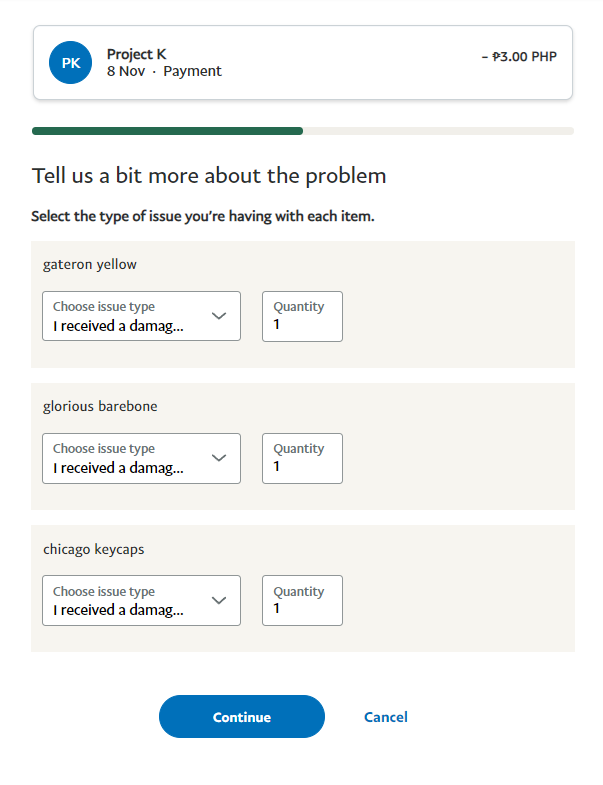 PK
Project K
8 Nov · Payment
- ₱3.00 PHP
Tell us a bit more about the problem
Select the type of issue you're having with each item.
gateron yellow
Choose issue type
I received a damag...
Quantity
1
glorious barebone
Choose issue type
I received a damag...
Quantity
1
chicago keycaps
Choose issue type
I received a damag...
Quantity
1
Continue
Cancel